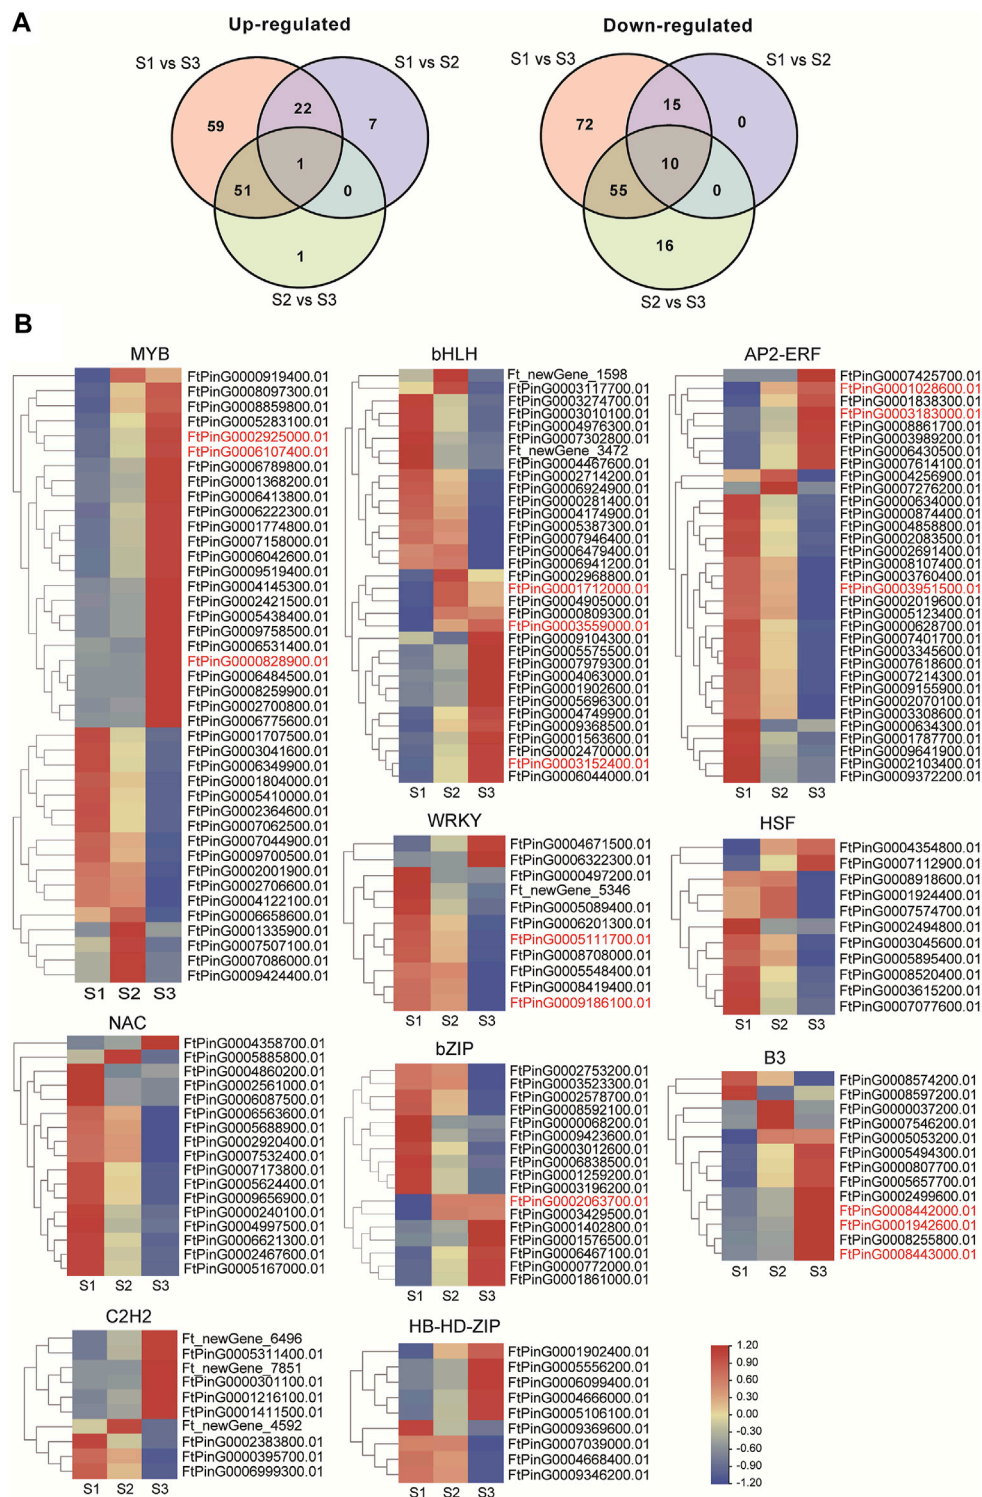 A
Up-regulated
Down-regulated
S1 vs S3
S1 vs S2
S1 vs S3
S1 vs S2
59
22
7
1
51
0
1
S2 vs S3
72
15
0
10
55
0
16
S2 vs S3
B
MYB
FtPinG0000919400.01
FtPinG0008097300.01
FtPinG0008859800.01
FtPinG0005283100.01
FtPinG0002925000.01
FtPinG0006107400.01
FtPinG0006789800.01
FtPinG0001368200.01
FtPinG0006413800.01
FtPinG0006222300.01
FtPinG0001774800.01
FtPinG0007158000.01
FtPinG0006042600.01
FtPinG0009519400.01
FtPinG0004145300.01
FtPinG0002421500.01
FtPinG0005438400.01
FtPinG0009758500.01
FtPinG0006531400.01
FtPinG0000828900.01
FtPinG0006484500.01
FtPinG0008259900.01
FtPinG0002700800.01
FtPinG0006775600.01
FtPinG0001707500.01
FtPinG0003041600.01
FtPinG0006349900.01
FtPinG0001804000.01
FtPinG0005410000.01
FtPinG0002364600.01
FtPinG0007062500.01
FtPinG0007044900.01
FtPinG0009700500.01
FtPinG0002001900.01
FtPinG0002706600.01
FtPinG0004122100.01
FtPinG0006658600.01
FtPinG0001335900.01
FtPinG0007507100.01
FtPinG0007086000.01
FtPinG0009424400.01
S1 S2 S3
bHLH
Ft_newGene_1598
FtPinG0003117700.01
FtPinG0003274700.01
FtPinG0003010100.01
FtPinG0004976300.01
FtPinG0007302800.01
Ft_newGene_3472
FtPinG0004467600.01
FtPinG0002714200.01
FtPinG0006924900.01
FtPinG0000281400.01
FtPinG0004174900.01
FtPinG0005387300.01
FtPinG0007946400.01
FtPinG0006479400.01
FtPinG0006941200.01
FtPinG0002968800.01
FtPinG0001712000.01
FtPinG0004905000.01
FtPinG0000809300.01
FtPinG0003559000.01
FtPinG0009104300.01
FtPinG0005575500.01
FtPinG0007979300.01
FtPinG0004063000.01
FtPinG0001902600.01
FtPinG0005696300.01
FtPinG0004749900.01
FtPinG0009368500.01
FtPinG0001563600.01
FtPinG0002470000.01
FtPinG0003152400.01
FtPinG0006044000.01
S1 S2 S3
AP2-ERF
FtPinG0007425700.01
FtPinG0001028600.01
FtPinG0001838300.01
FtPinG0003183000.01
FtPinG0008861700.01
FtPinG0003989200.01
FtPinG0006430500.01
FtPinG0007614100.01
FtPinG0004256900.01
FtPinG0007276200.01
FtPinG0000634000.01
FtPinG0000874400.01
FtPinG0004858800.01
FtPinG0002083500.01
FtPinG0002691400.01
FtPinG0008107400.01
FtPinG0003760400.01
FtPinG0003951500.01
FtPinG0002019600.01
FtPinG0005123400.01
FtPinG0000628700.01
FtPinG0007401700.01
FtPinG0003345600.01
FtPinG0007618600.01
FtPinG0007214300.01
FtPinG0009155900.01
FtPinG0002070100.01
FtPinG0003308600.01
FtPinG0000634300.01
FtPinG0001787700.01
FtPinG0009641900.01
FtPinG0002103400.01
FtPinG0009372200.01
S1 S2 S3
WRKY
FtPinG0004671500.01
FtPinG0006322300.01
FtPinG0000497200.01
Ft_newGene_5346
FtPinG0005089400.01
FtPinG0006201300.01
FtPinG0005111700.01
FtPinG0008708000.01
FtPinG0005548400.01
FtPinG0008419400.01
FtPinG0009186100.01
S1 S2 S3
HSF
FtPinG0004354800.01
FtPinG0007112900.01
FtPinG0008918600.01
FtPinG0001924400.01
FtPinG0007574700.01
FtPinG0002494800.01
FtPinG0003045600.01
FtPinG0005895400.01
FtPinG0008520400.01
FtPinG0003615200.01
FtPinG0007077600.01
S1 S2 S3
NAC
FtPinG0004358700.01
FtPinG0005885800.01
FtPinG0004860200.01
FtPinG0002561000.01
FtPinG0006087500.01
FtPinG0006563600.01
FtPinG0005688900.01
FtPinG0002920400.01
FtPinG0007532400.01
FtPinG0007173800.01
FtPinG0005624400.01
FtPinG0009656900.01
FtPinG0000240100.01
FtPinG0004997500.01
FtPinG0006621300.01
FtPinG0002467600.01
FtPinG0005167000.01
S1 S2 S3
bZIP
FtPinG0002753200.01
FtPinG0003523300.01
FtPinG0002578700.01
FtPinG0008592100.01
FtPinG0000068200.01
FtPinG0009423600.01
FtPinG0003012600.01
FtPinG0006838500.01
FtPinG0001259200.01
FtPinG0003196200.01
FtPinG0002063700.01
FtPinG0003429500.01
FtPinG0001402800.01
FtPinG0001576500.01
FtPinG0006467100.01
FtPinG0000772000.01
FtPinG0001861000.01
S1 S2 S3
B3
FtPinG0008574200.01
FtPinG0008597200.01
FtPinG0000037200.01
FtPinG0007546200.01
FtPinG0005053200.01
FtPinG0005494300.01
FtPinG0000807700.01
FtPinG0005657700.01
FtPinG0002499600.01
FtPinG0008442000.01
FtPinG0001942600.01
FtPinG0008255800.01
FtPinG0008443000.01
S1 S2 S3
C2H2
Ft_newGene_6496
FtPinG0005311400.01
Ft_newGene_7851
FtPinG0000301100.01
FtPinG0001216100.01
FtPinG0001411500.01
Ft_newGene_4592
FtPinG0002383800.01
FtPinG0000395700.01
FtPinG0006999300.01
S1 S2 S3
HB-HD-ZIP
FtPinG0001902400.01
FtPinG0005556200.01
FtPinG0006099400.01
FtPinG0004666000.01
FtPinG0005106100.01
FtPinG0009369600.01
FtPinG0007039000.01
FtPinG0004668400.01
FtPinG0009346200.01
S1 S2 S3
1.20
0.90
0.60
0.30
0.00
-0.30
-0.60
-0.90
-1.20